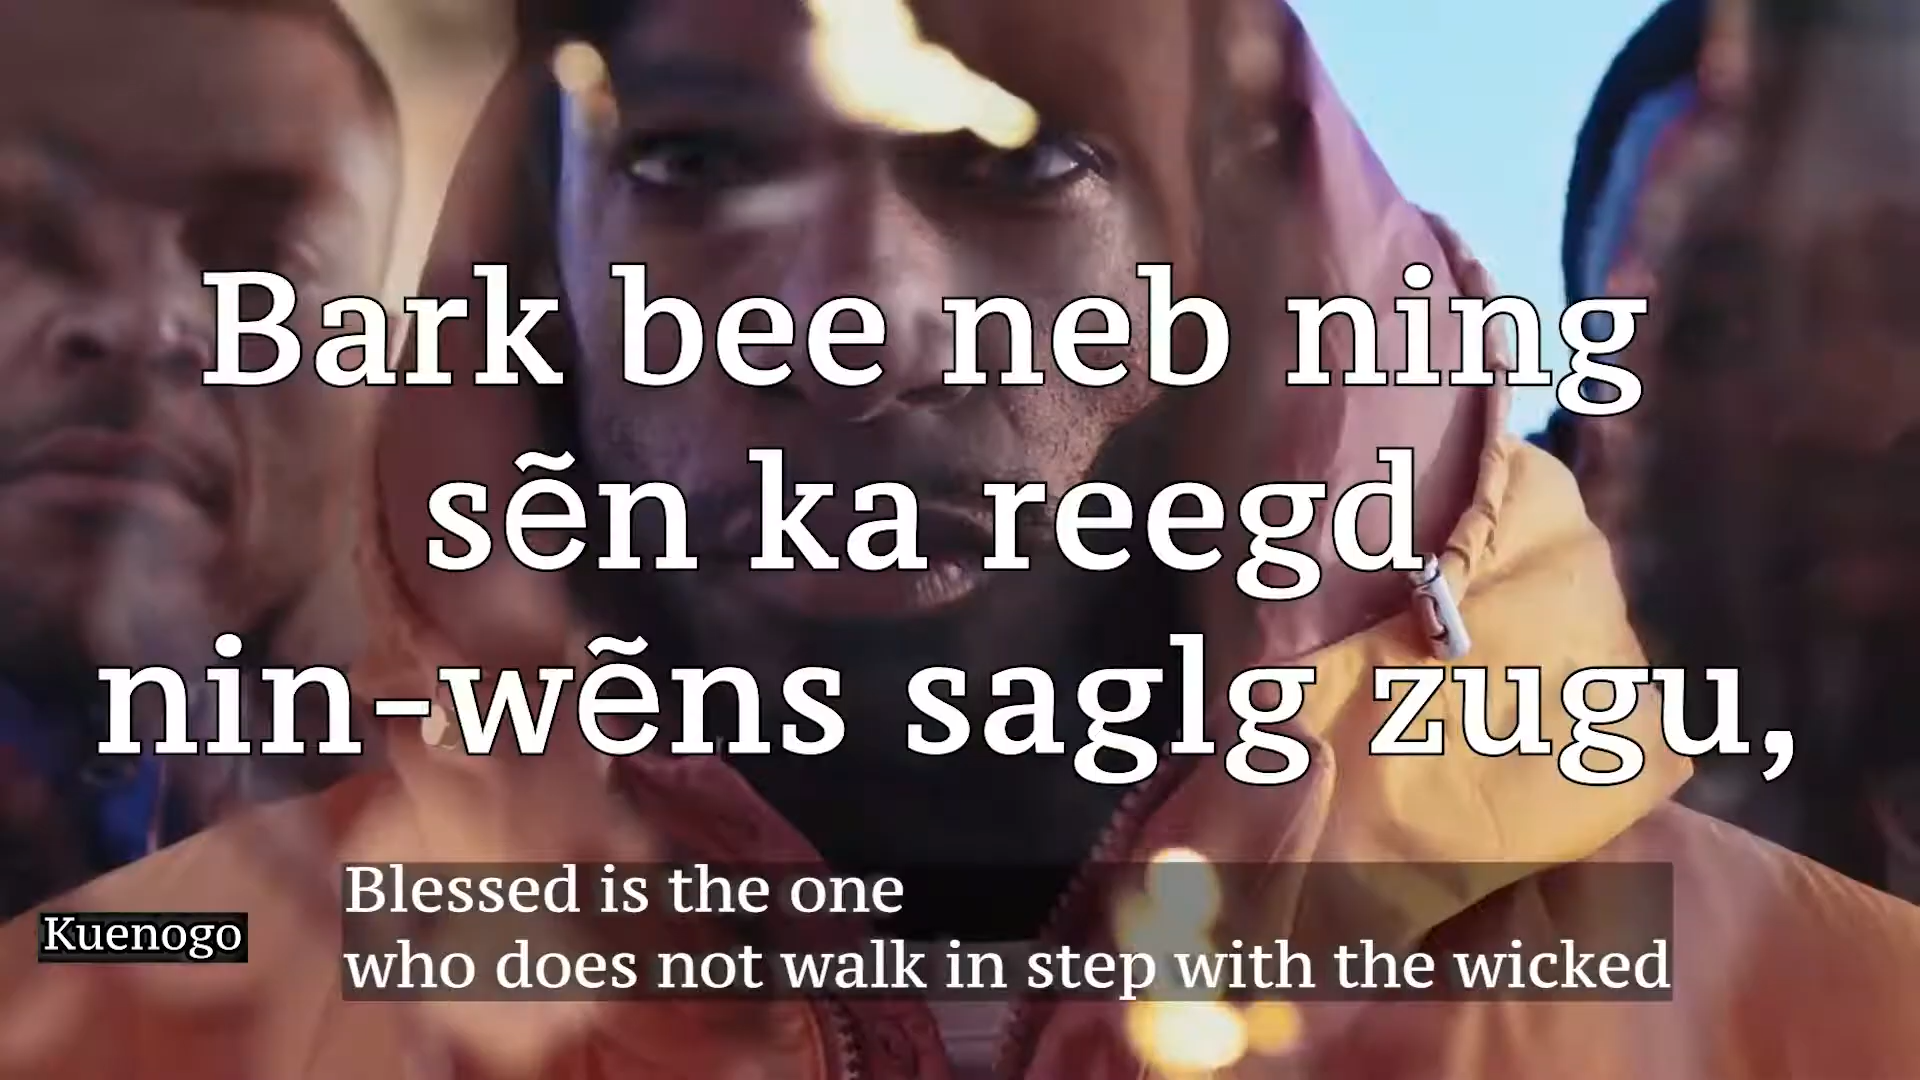 Bark bee neb ning
sẽn ka reegd
nin-wẽns saglg zugu,
Blessed is the one
who does not walk in step with the wicked
Kuenogo